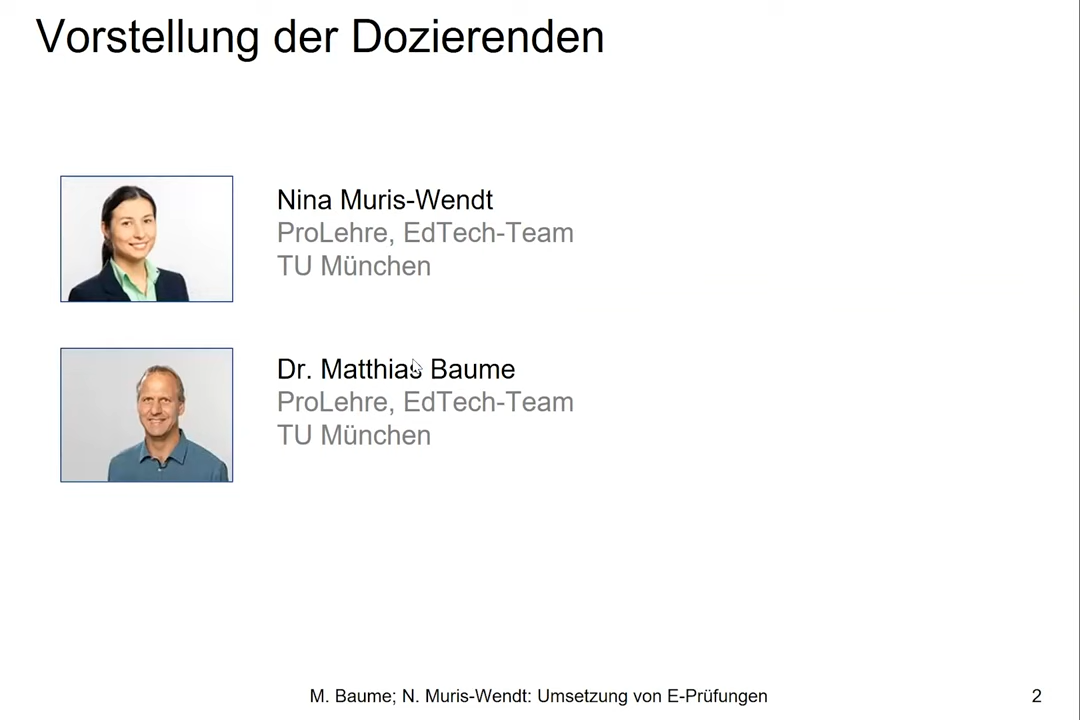 Vorstellung der Dozierenden
Nina Muris-Wendt
ProLehre, EdTech-Team
TU München
Dr. Matthias Baume
ProLehre, EdTech-Team
TU München
M. Baume; N. Muris-Wendt: Umsetzung von E-Prüfungen
2